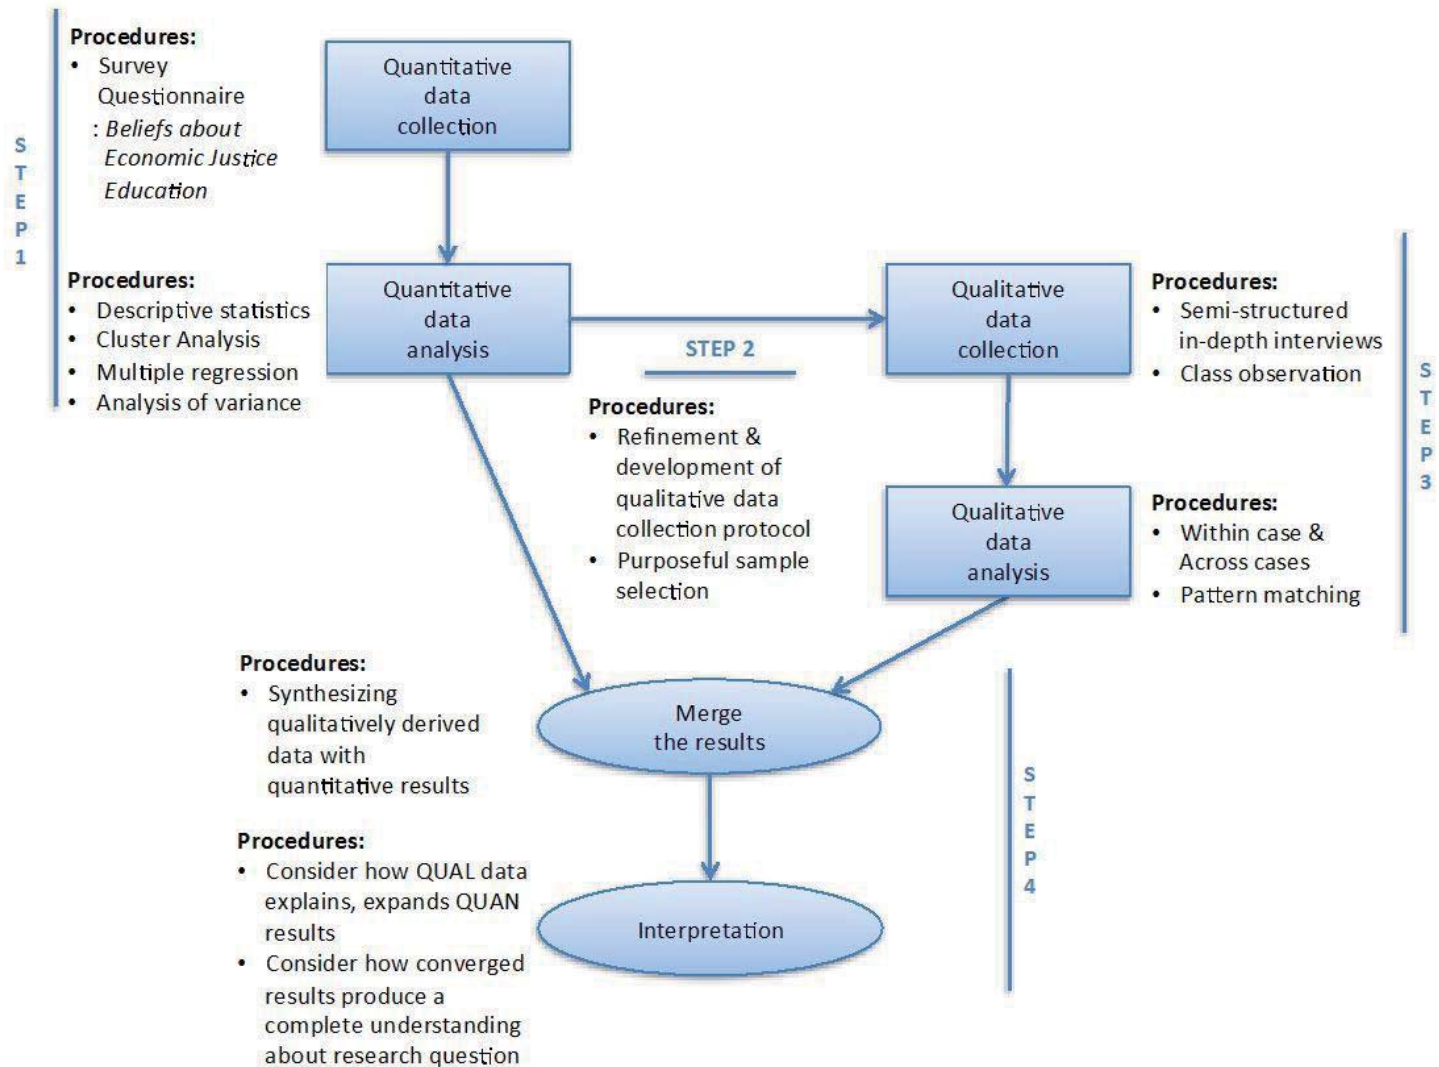 STEP 1
Procedures:
• Survey
Questionnaire
: Beliefs about
Economic Justice
Education
Quantitative
data
collection
Procedures:
• Descriptive statistics
• Cluster Analysis
• Multiple regression
• Analysis of variance
Quantitative
data
analysis
STEP 2
Procedures:
• Refinement &
development of
qualitative data
collection protocol
• Purposeful sample
selection
Qualitative
data
collection
Procedures:
• Semi-structured
in-depth interviews
• Class observation
STEP 3
Qualitative
data
analysis
Procedures:
• Within case &
Across cases
• Pattern matching
Procedures:
• Synthesizing
qualitatively derived
data with
quantitative results
Merge
the results
STEP 4
Procedures:
• Consider how QUAL data
explains, expands QUAN
results
• Consider how converged
results produce a
complete understanding
about research question
Interpretation